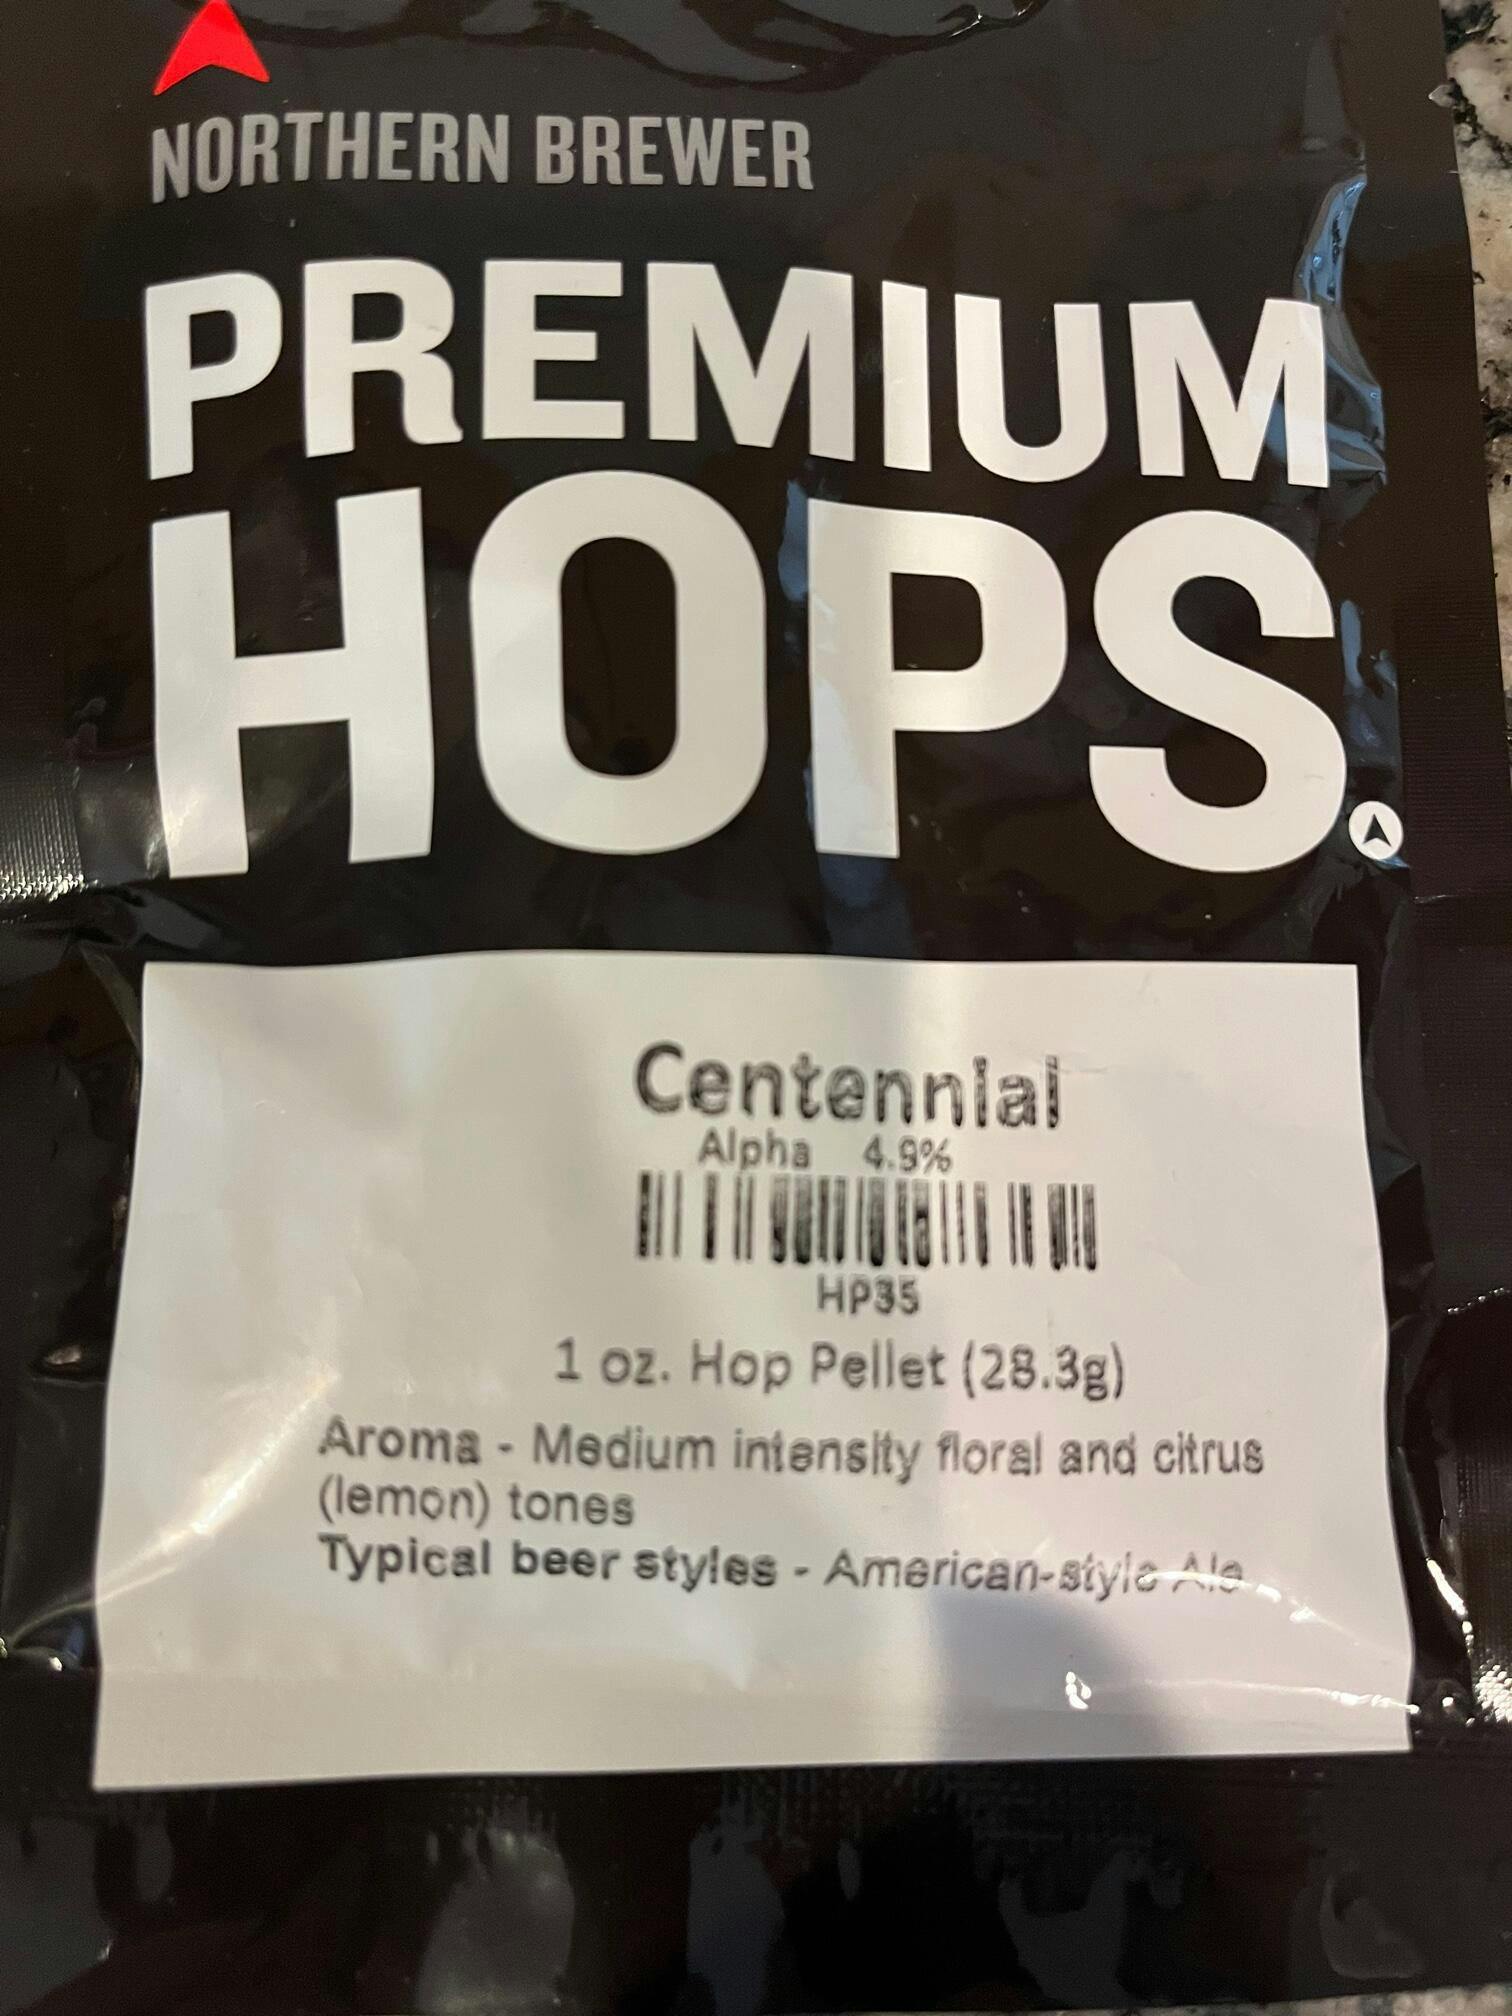 NORTHERN BREWER
PREMIUM
HOPS
Centennial
Alpha 4.9%
HP35
1 oz. Hop Pellet (28.3g)
Aroma - Medium intensity floral and citrus
(lemon) tones
Typical beer styles - American-style Ale